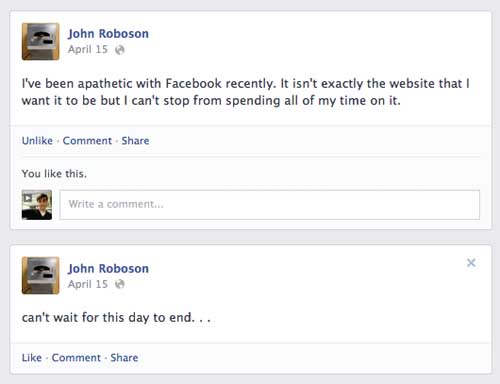 John Roboson
April 15
I've been apathetic with Facebook recently. It isn't exactly the website that I
want it to be but I can't stop from spending all of my time on it.
Unlike · Comment · Share
You like this.
Write a comment...
John Roboson
April 15
can't wait for this day to end. . .
Like · Comment · Share